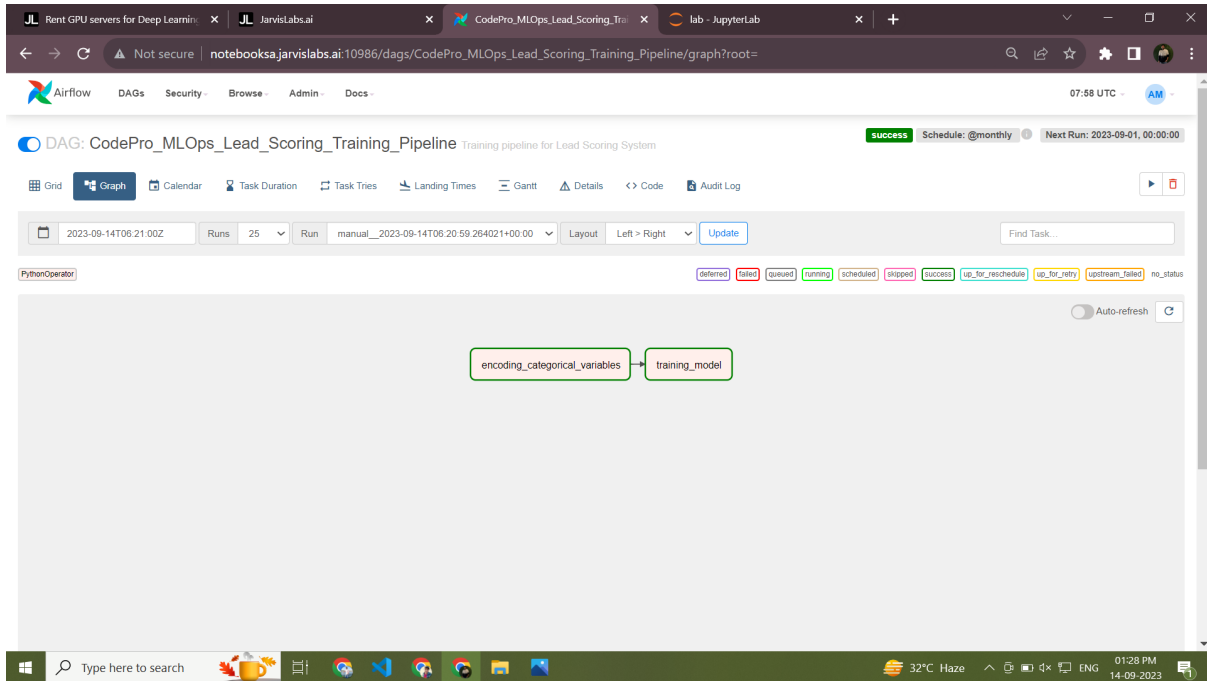 JL Rent GPU servers for Deep Learning
JL JarvisLabs.ai
CodePro_MLOps_Lead_Scoring_Trai
lab - JupyterLab
Not secure notebooksa.jarvislabs.ai:10986/dags/CodePro_MLOps_Lead_Scoring_Training_Pipeline/graph?root=
Airflow DAGs Security Browse Admin Docs 07:58 UTC AM
DAG: CodePro_MLOps_Lead_Scoring_Training_Pipeline Training pipeline for Lead Scoring System
success Schedule: @monthly Next Run: 2023-09-01, 00:00:00
Grid Graph Calendar Task Duration Task Tries Landing Times Gantt Details <> Code Audit Log
2023-09-14T06:21:00Z Runs 25 Run manual__2023-09-14T06:20:59.264021+00:00 Layout Left > Right Update Find Task...
PythonOperator deferred failed queued running scheduled skipped success up_for_reschedule up_for_retry upstream_failed no_status
Auto-refresh
encoding_categorical_variables training_model
Type here to search 32°C Haze ENG 01:28 PM
14-09-2023
1